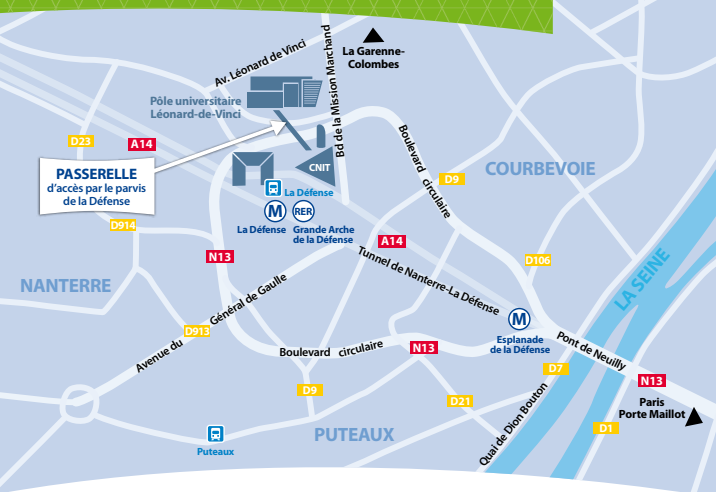 Av. Léonard de Vinci
La Garenne-
Colombes
Bd de la Mission Marchand
Pôle universitaire
Léonard-de-Vinci
D23
A14
PASSERELLE
d'accès par le parvis
de la Défense
CNIT
Boulevard circulaire
COURBEVOIE
D9
La Défense
M
RER
La Défense
Grande Arche
de la Défense
D914
N13
A14
Tunnel de Nanterre-La Défense
D106
LA SEINE
NANTERRE
Avenue du Général de Gaulle
D913
M
Esplanade
de la Défense
Boulevard circulaire
N13
Pont de Neuilly
D7
N13
D9
D21
Paris
Porte Maillot
Quai de Dion Bouton
D1
PUTEAUX
Puteaux